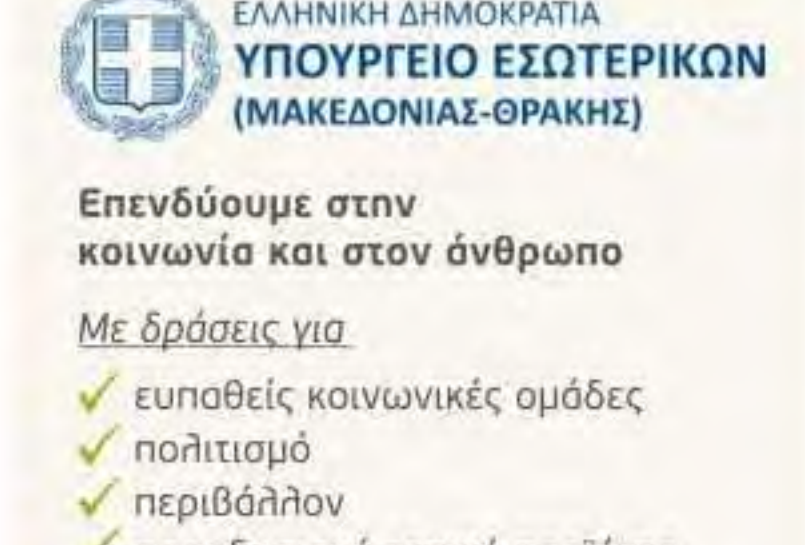 ΕΛΛΗΝΙΚΗ ΔΗΜΟΚΡΑΤΙΑ
ΥΠΟΥΡΓΕΙΟ ΕΣΩΤΕΡΙΚΩΝ
(ΜΑΚΕΔΟΝΙΑΣ-ΘΡΑΚΗΣ)
Επενδύουμε στην
κοινωνία και στον άνθρωπο
Με δράσεις για
ευπαθείς κοινωνικές ομάδες
πολιτισμό
περιβάλλον